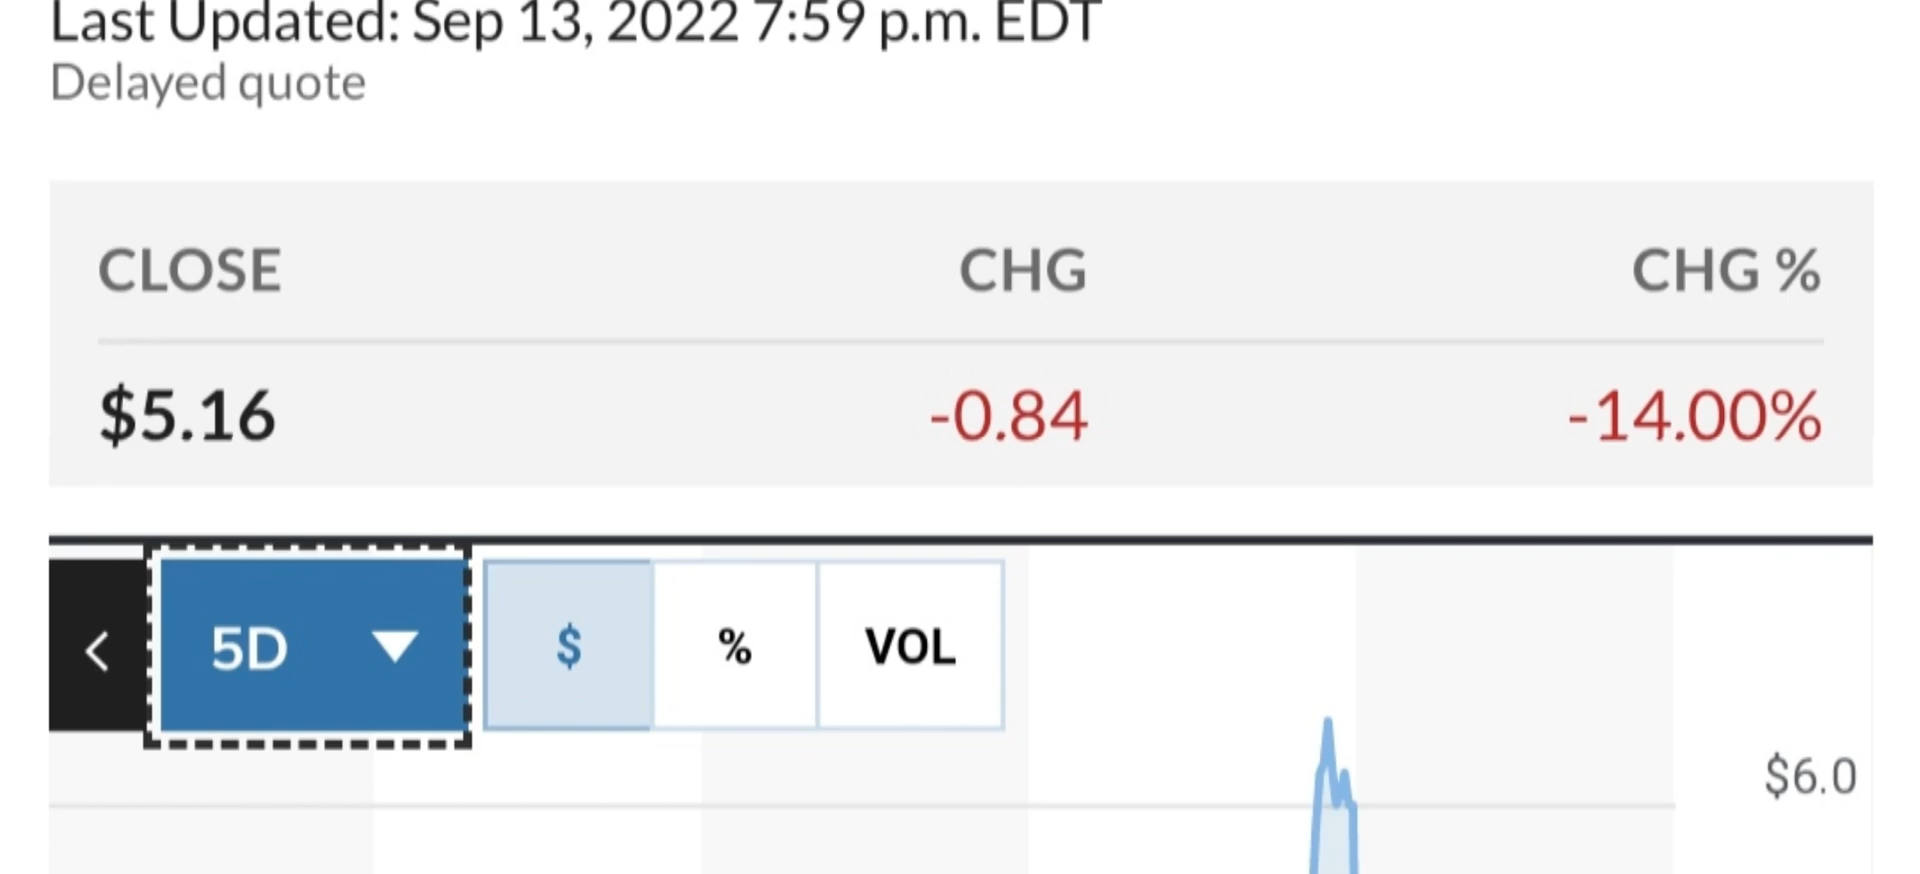 Last Updated: Sep 13, 2022 7:59 p.m. EDT
Delayed quote
CLOSE CHG CHG %
$5.16 -0.84 -14.00%
5D $ % VOL
$6.0